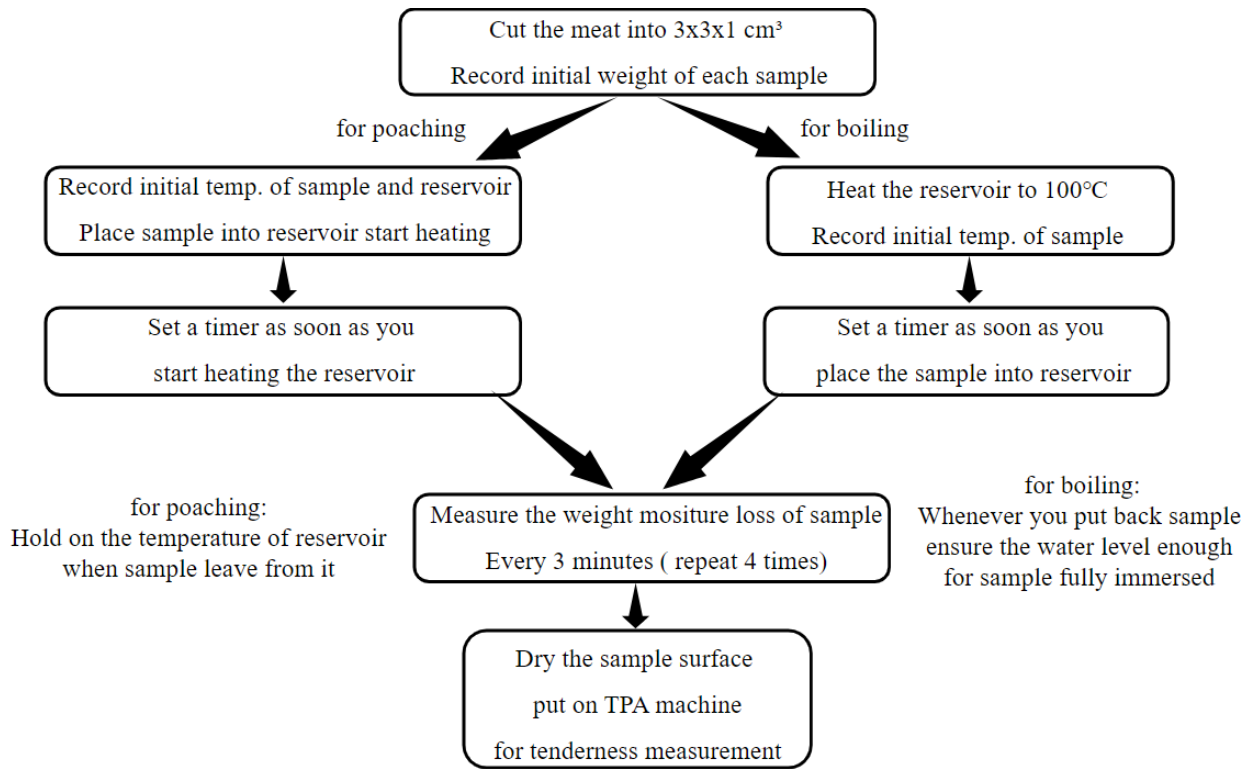 Cut the meat into 3x3x1 cm³
Record initial weight of each sample
for poaching
for boiling
Record initial temp. of sample and reservoir
Place sample into reservoir start heating
Heat the reservoir to 100°C
Record initial temp. of sample
Set a timer as soon as you
start heating the reservoir
Set a timer as soon as you
place the sample into reservoir
for poaching:
Hold on the temperature of reservoir
when sample leave from it
Measure the weight mositure loss of sample
Every 3 minutes ( repeat 4 times)
for boiling:
Whenever you put back sample
ensure the water level enough
for sample fully immersed
Dry the sample surface
put on TPA machine
for tenderness measurement